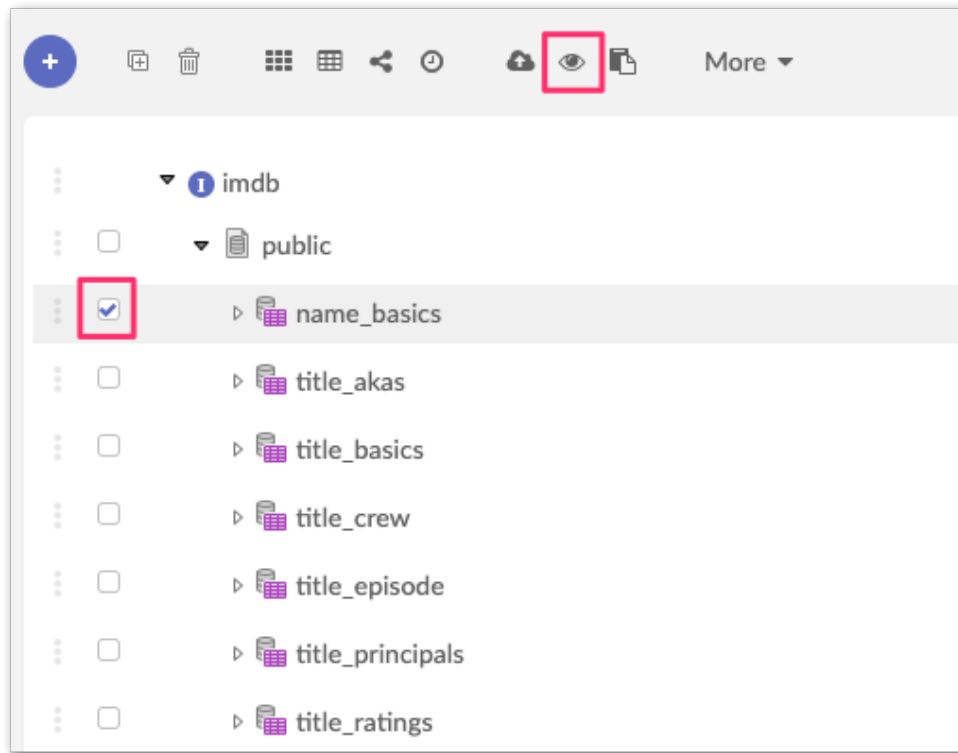 More
imdb
public
name_basics
title_akas
title_basics
title_crew
title_episode
title_principals
title_ratings